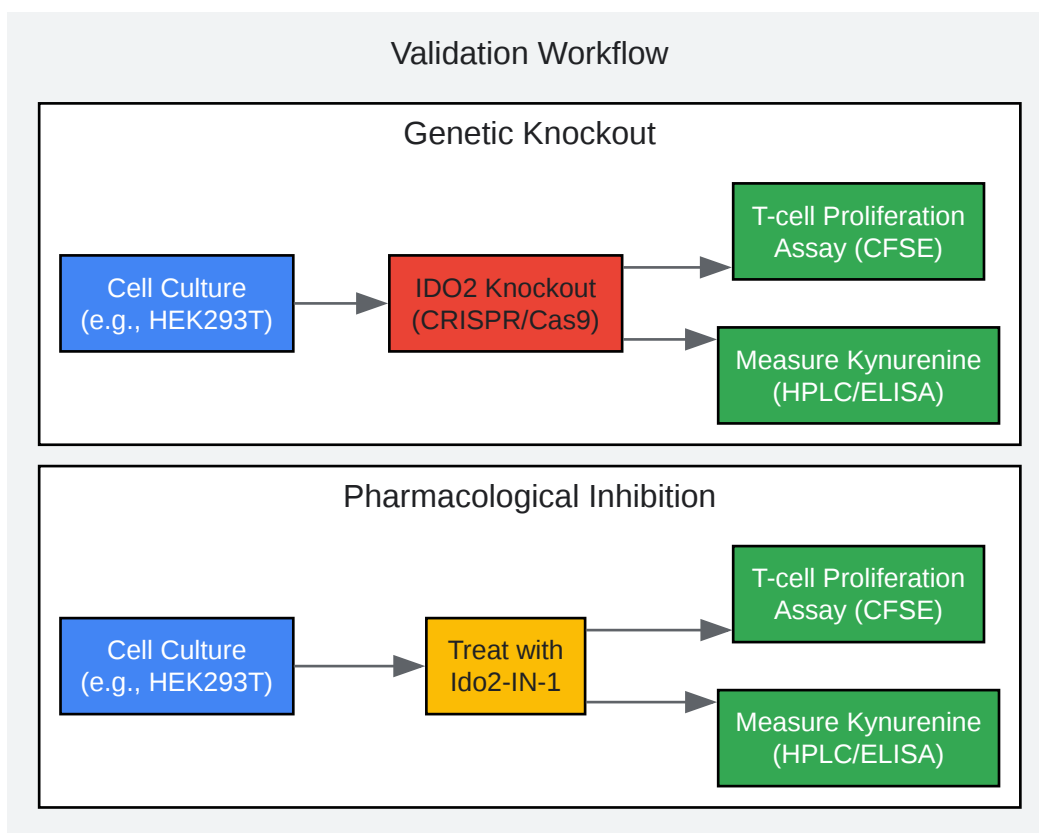 Validation Workflow
Genetic Knockout
Cell Culture
(e.g., HEK293T)
IDO2 Knockout
(CRISPR/Cas9)
T-cell Proliferation
Assay (CFSE)
Measure Kynurenine
(HPLC/ELISA)
Pharmacological Inhibition
Cell Culture
(e.g., HEK293T)
Treat with
Ido2-IN-1
T-cell Proliferation
Assay (CFSE)
Measure Kynurenine
(HPLC/ELISA)